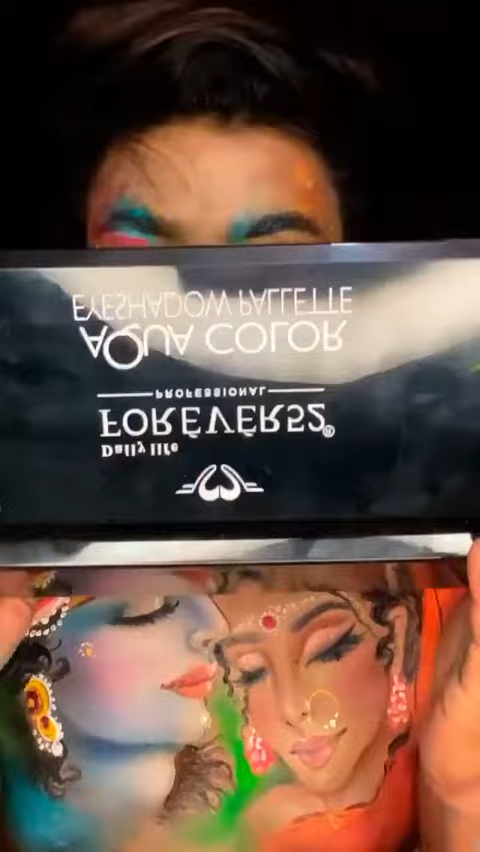 Daily life
FOREVER52®
PROFESSIONAL
AQUA COLOR
EYESHADOW PALLETTE